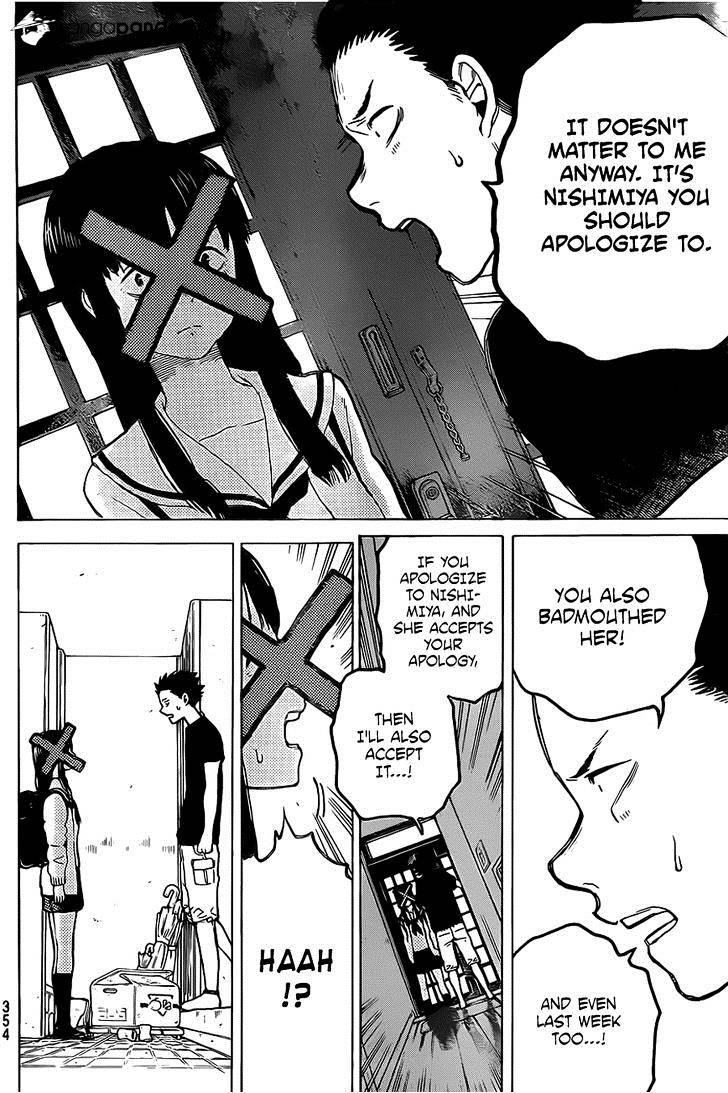 mangapanda
IT DOESN'T
MATTER TO ME
ANYWAY. IT'S
NISHIMIYA YOU
SHOULD
APOLOGIZE TO.
YOU ALSO
BADMOUTHED
HER!
AND EVEN
LAST WEEK
TOO...!
IF YOU
APOLOGIZE
TO NISHI-
MIYA, AND
SHE ACCEPTS
YOUR
APOLOGY,
THEN
I'LL ALSO
ACCEPT
IT...!
HAAH
!?
354